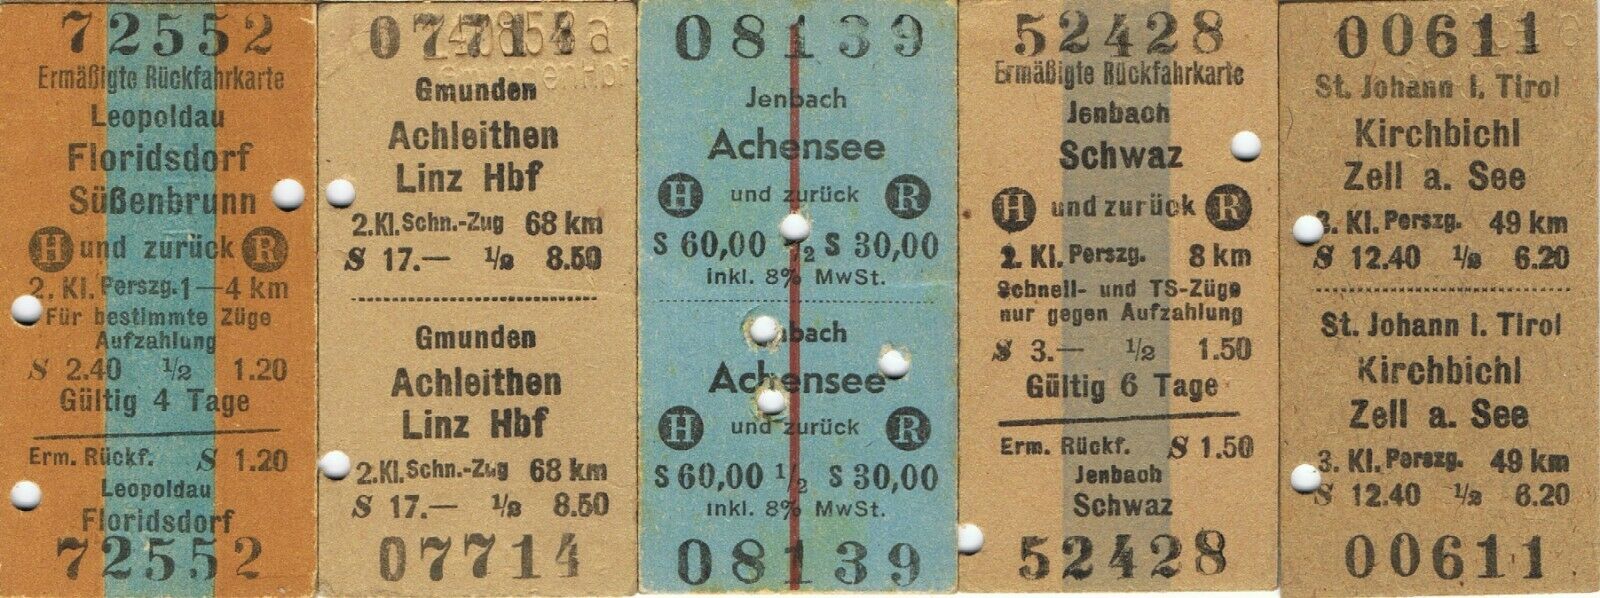 72552
Ermäßigte Rückfahrkarte
Leopoldau
Floridsdorf
Süßenbrunn
H und zurück R
2. Kl. Perszg. 1—4 km
Für bestimmte Züge
Aufzahlung
S 2.40 1/2 1.20
Gültig 4 Tage
Erm. Rückf. S 1.20
Leopoldau
Floridsdorf
72552
07714
Gmunden
Achleithen
Linz Hbf
2.Kl. Schn.-Zug 68 km
S 17.— 1/2 8.50
Gmunden
Achleithen
Linz Hbf
2.Kl. Schn.-Zug 68 km
S 17.— 1/2 8.50
07714
08139
Jenbach
Achensee
H und zurück R
S 60,00 1/2 S 30,00
inkl. 8% MwSt.
Jenbach
Achensee
H und zurück R
S 60,00 1/2 S 30,00
inkl. 8% MwSt.
08139
52428
Ermäßigte Rückfahrkarte
Jenbach
Schwaz
H und zurück R
2. Kl. Perszg. 8 km
Schnell- und TS-Züge
nur gegen Aufzahlung
S 3.— 1/2 1.50
Gültig 6 Tage
Erm. Rückf. S 1.50
Jenbach
Schwaz
52428
00611
St. Johann i. Tirol
Kirchbichl
Zell a. See
3. Kl. Perszg. 49 km
S 12.40 1/2 6.20
St. Johann i. Tirol
Kirchbichl
Zell a. See
3. Kl. Perszg. 49 km
S 12.40 1/2 6.20
00611